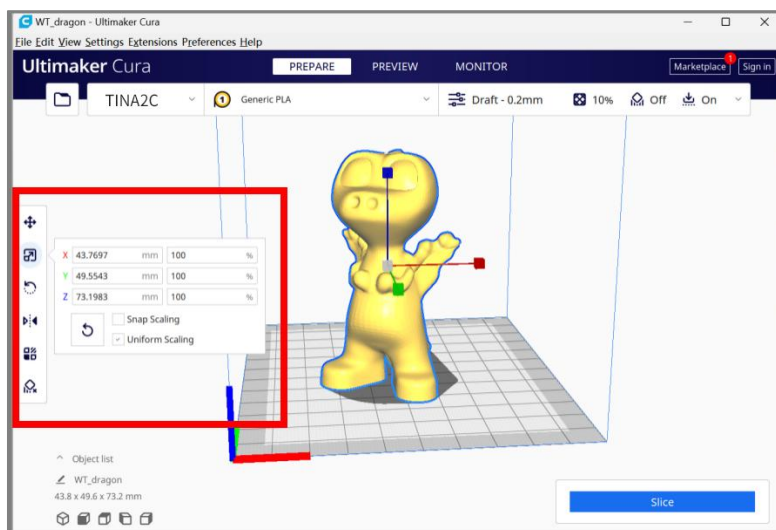 WT_dragon - Ultimaker Cura
File Edit View Settings Extensions Preferences Help
Ultimaker Cura PREPARE PREVIEW MONITOR Marketplace 1 Sign in
TINA2C 1 Generic PLA Draft - 0.2mm 10% Off On
X 43.7697 mm 100 %
Y 49.5543 mm 100 %
Z 73.1983 mm 100 %
Snap Scaling
Uniform Scaling
Object list
WT_dragon
43.8 x 49.6 x 73.2 mm
Slice